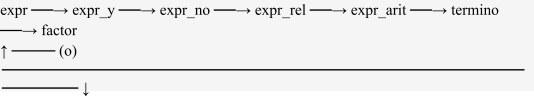 expr ──→ expr_y ──→ expr_no ──→ expr_rel ──→ expr_arit ──→ termino
──→ factor
↑ ─── (o)
───────────────────────────────────
─────── ↓